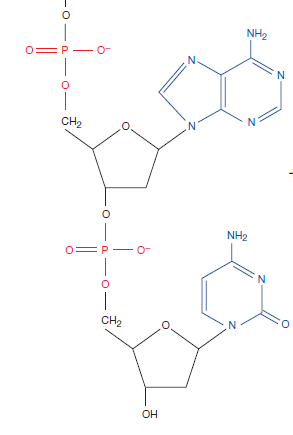 O
O P O⁻
O NH₂
CH₂ N N
O N N
O
O P O⁻
O NH₂
CH₂ O N
N O
OH